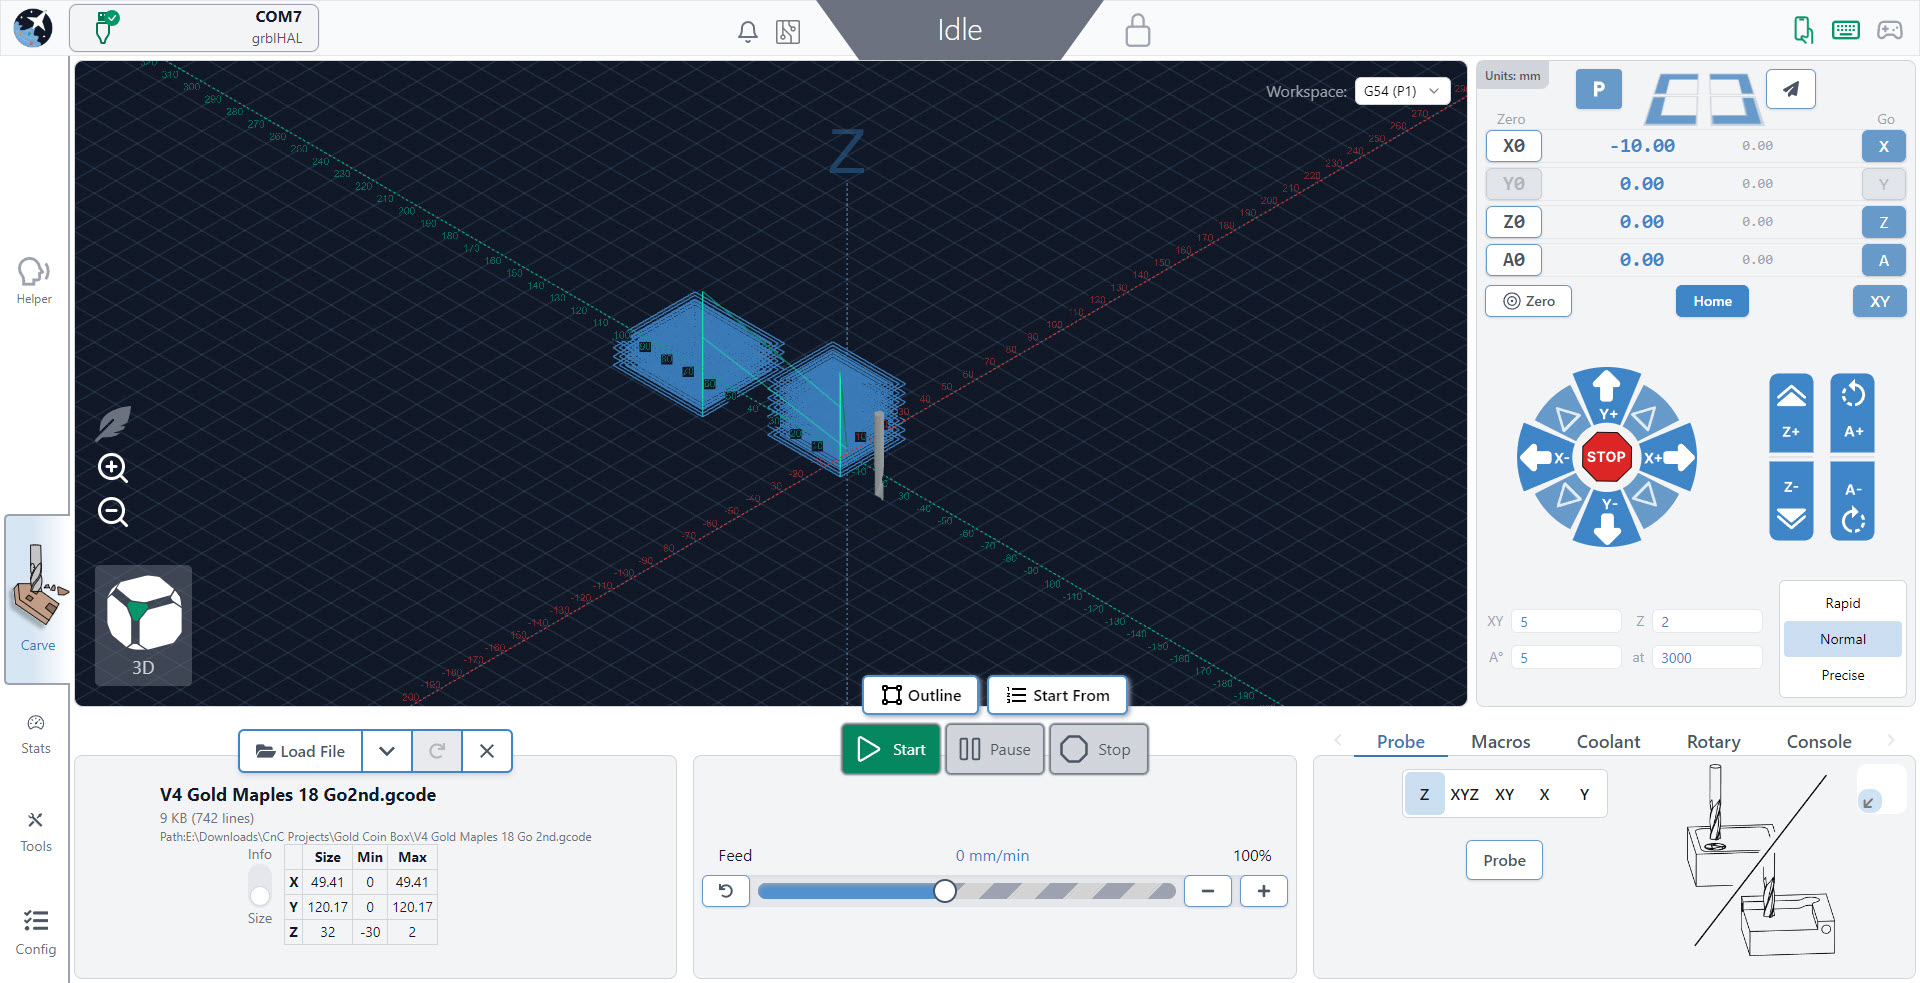 COM7
grblHAL
Idle
Workspace: G54 (P1)
Z
3D
Helper
Carve
Stats
Tools
Config
Units: mm
P
Zero Go
X0 -10.00 0.00 X
Y0 0.00 0.00 Y
Z0 0.00 0.00 Z
A0 0.00 0.00 A
Zero Home XY
Y+
X- STOP X+
Y-
Z+ A+
Z- A-
XY 5 Z 2
A° 5 at 3000
Rapid
Normal
Precise
Outline Start From
Start Pause Stop
Load File
V4 Gold Maples 18 Go2nd.gcode
9 KB (742 lines)
Path:E:\Downloads\CnC Projects\Gold Coin Box\V4 Gold Maples 18 Go 2nd.gcode
Info
Size
Size Min Max
X 49.41 0 49.41
Y 120.17 0 120.17
Z 32 -30 2
Feed 0 mm/min 100%
Probe Macros Coolant Rotary Console
Z XYZ XY X Y
Probe